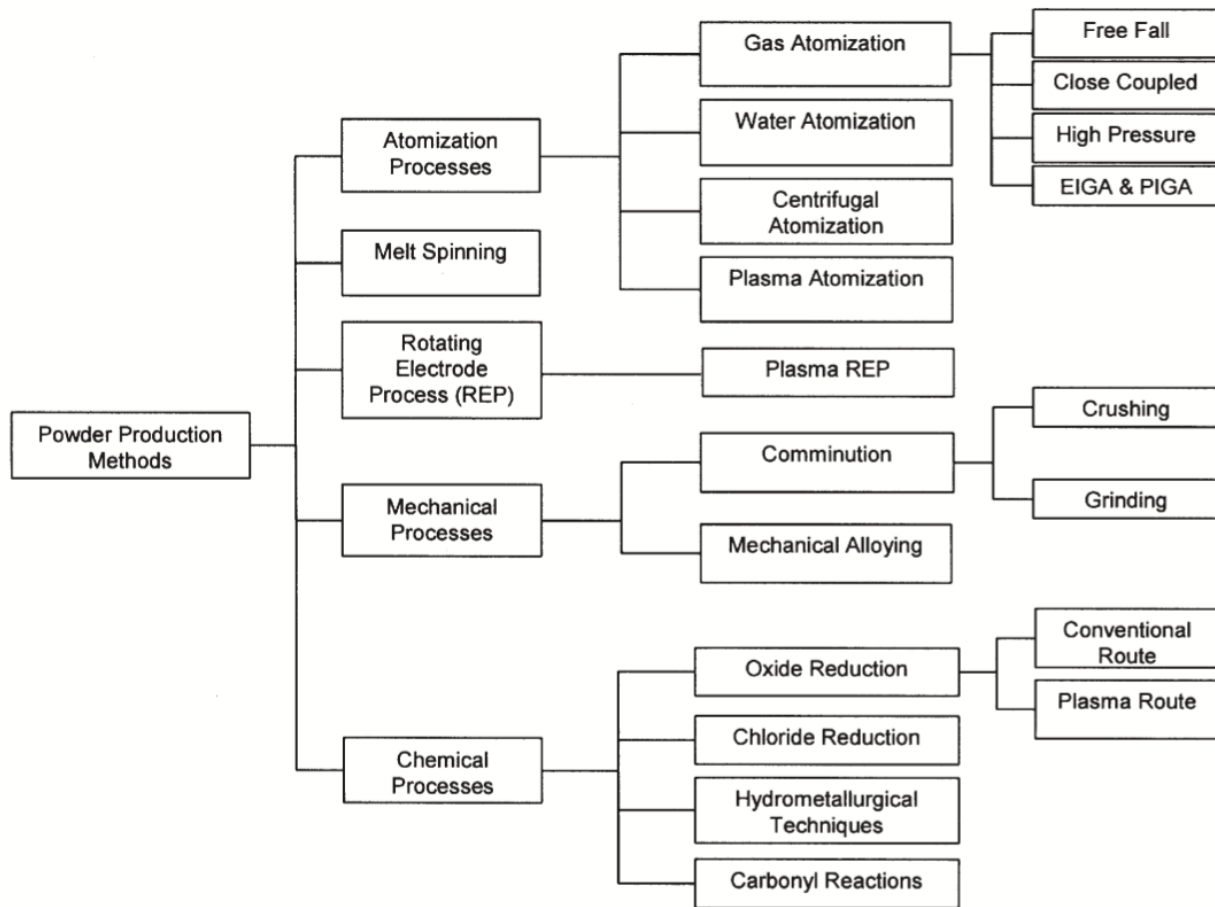 Powder Production
Methods
Atomization
Processes
Melt Spinning
Rotating
Electrode
Process (REP)
Mechanical
Processes
Chemical
Processes
Gas Atomization
Water Atomization
Centrifugal
Atomization
Plasma Atomization
Plasma REP
Comminution
Mechanical Alloying
Oxide Reduction
Chloride Reduction
Hydrometallurgical
Techniques
Carbonyl Reactions
Free Fall
Close Coupled
High Pressure
EIGA & PIGA
Crushing
Grinding
Conventional
Route
Plasma Route